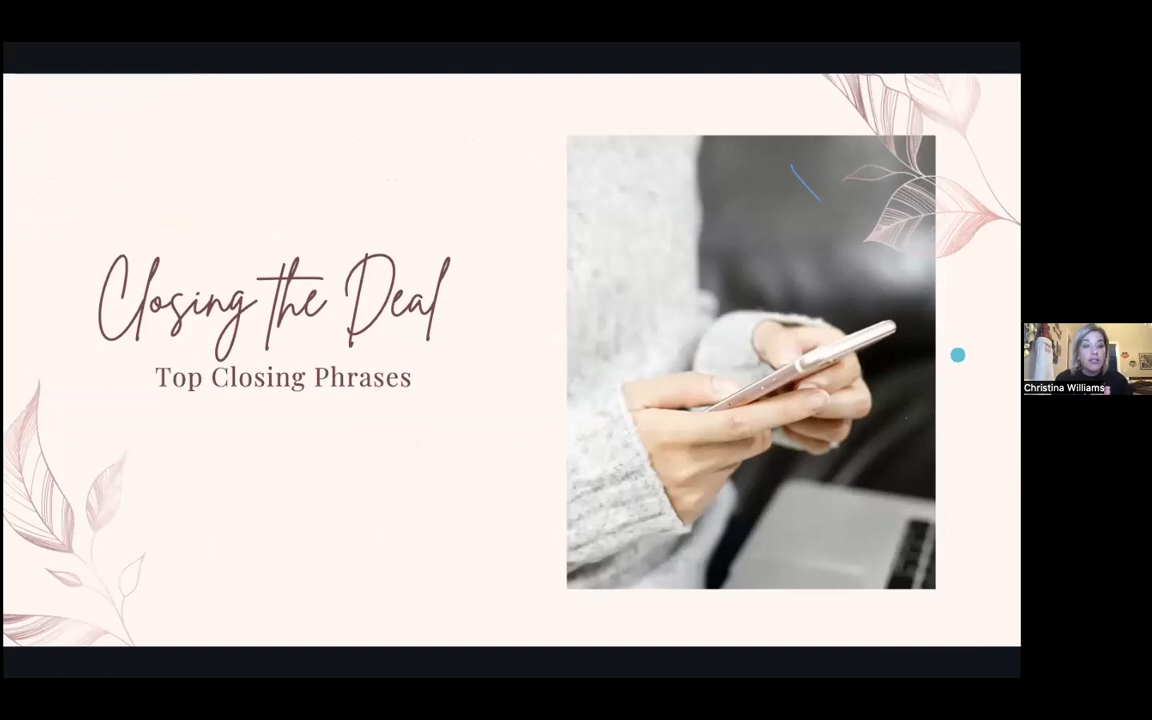 Closing the Deal
Top Closing Phrases
Christina Williams